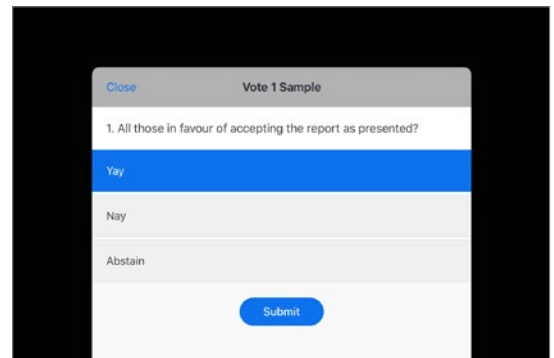 Close Vote 1 Sample
1. All those in favour of accepting the report as presented?
Yay
Nay
Abstain
Submit